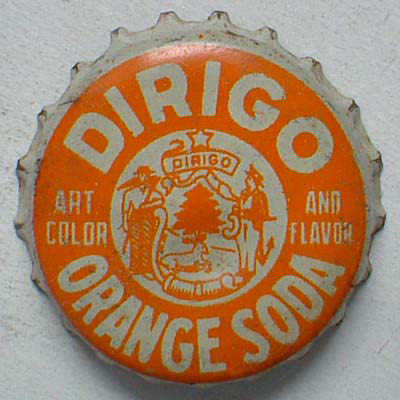 DIRIGO
DIRIGO
ART
COLOR
AND
FLAVOR
ORANGE SODA